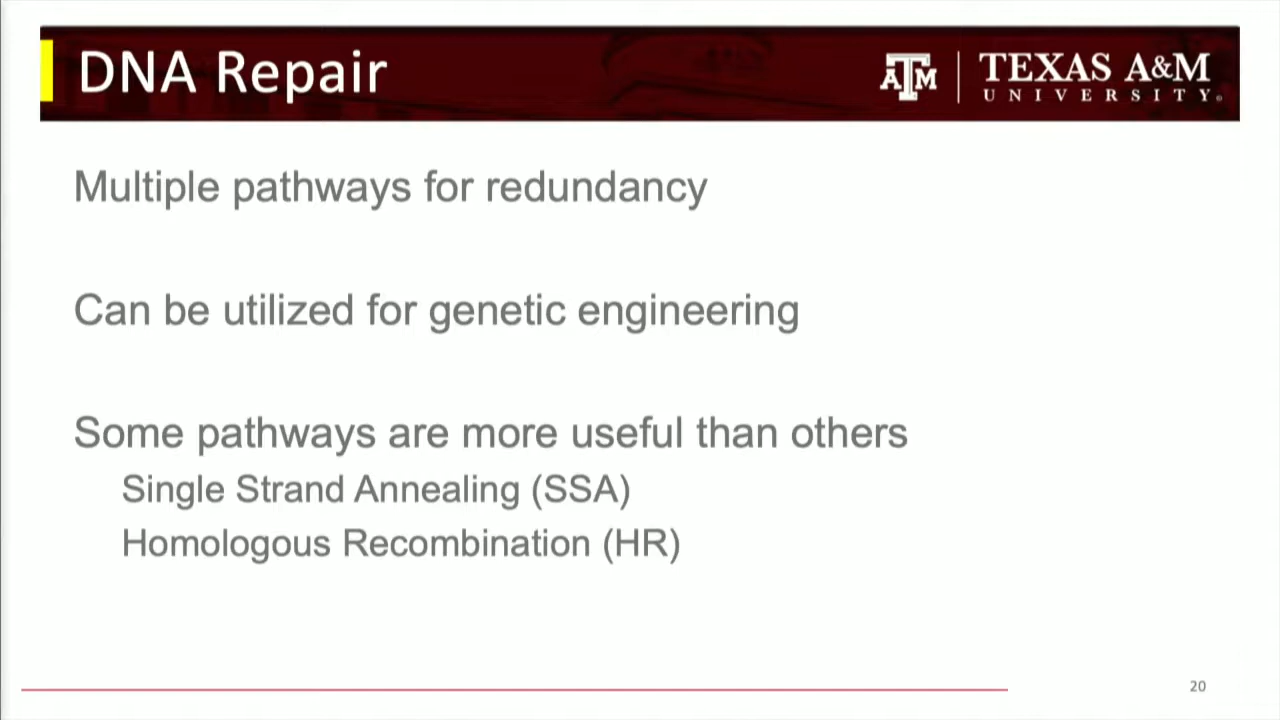 DNA Repair
ATM
TEXAS A&M
UNIVERSITY®
Multiple pathways for redundancy
Can be utilized for genetic engineering
Some pathways are more useful than others
Single Strand Annealing (SSA)
Homologous Recombination (HR)
20